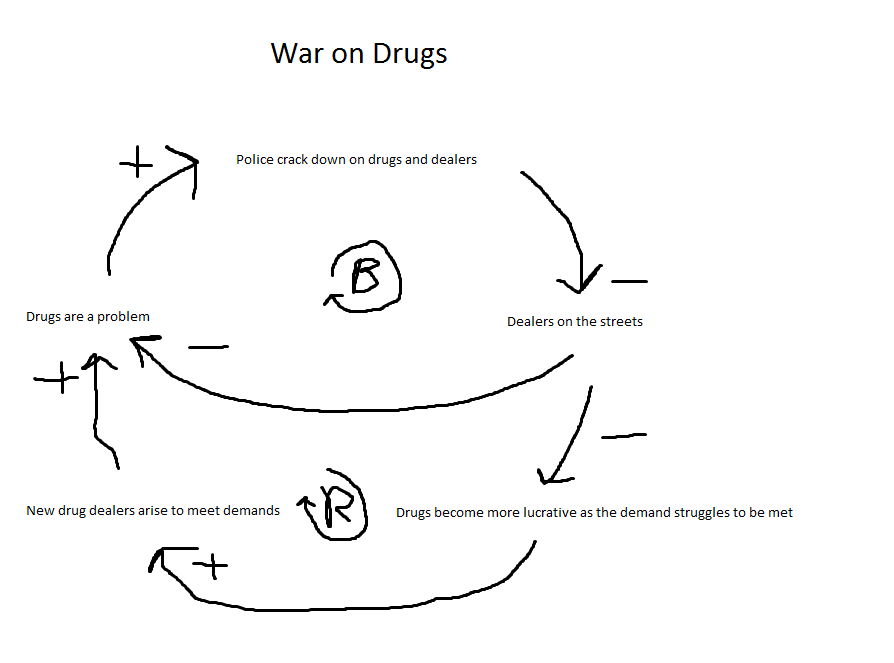 War on Drugs
+
Police crack down on drugs and dealers
B
−
Drugs are a problem
Dealers on the streets
−
+
−
New drug dealers arise to meet demands
R
Drugs become more lucrative as the demand struggles to be met
+